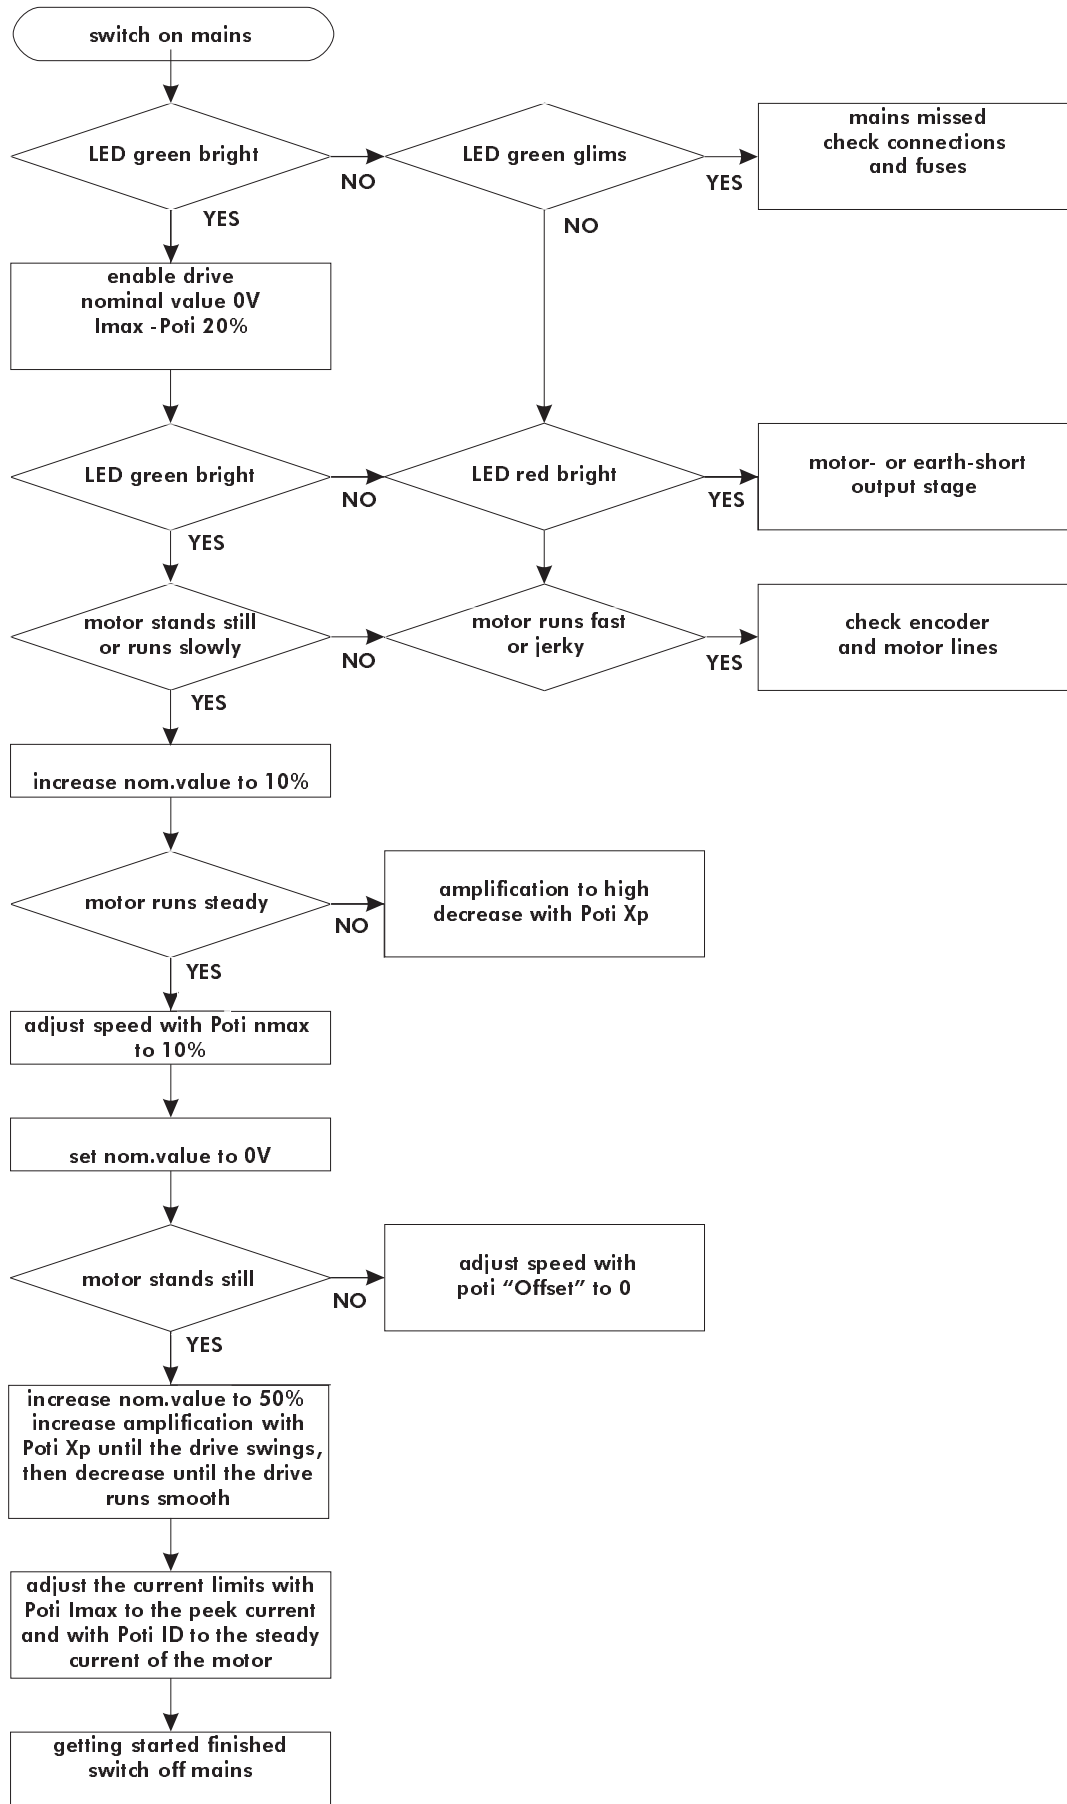 switch on mains
LED green bright
NO
LED green glims
YES
mains missed
check connections
and fuses
YES
NO
enable drive
nominal value 0V
Imax -Poti 20%
LED green bright
NO
LED red bright
YES
motor- or earth-short
output stage
YES
motor stands still
or runs slowly
NO
motor runs fast
or jerky
YES
check encoder
and motor lines
YES
increase nom.value to 10%
motor runs steady
NO
amplification to high
decrease with Poti Xp
YES
adjust speed with Poti nmax
to 10%
set nom.value to 0V
motor stands still
NO
adjust speed with
poti “Offset” to 0
YES
increase nom.value to 50%
increase amplification with
Poti Xp until the drive swings,
then decrease until the drive
runs smooth
adjust the current limits with
Poti Imax to the peek current
and with Poti ID to the steady
current of the motor
getting started finished
switch off mains